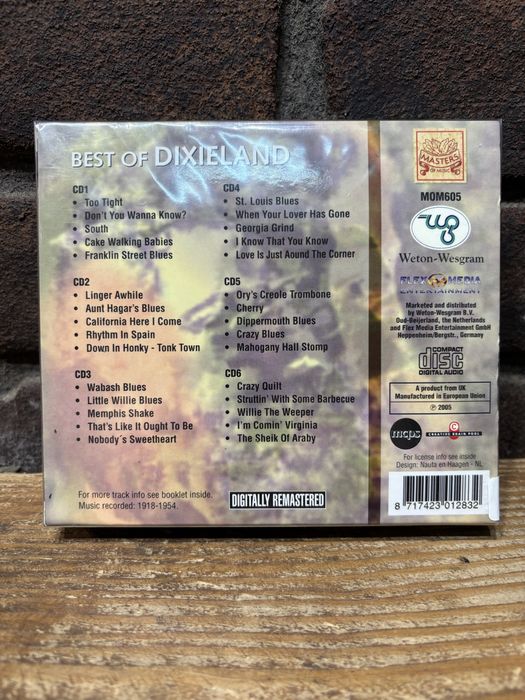 BEST OF DIXIELAND
CD1
• Too Tight
• Don't You Wanna Know?
• South
• Cake Walking Babies
• Franklin Street Blues
CD2
• Linger Awhile
• Aunt Hagar's Blues
• California Here I Come
• Rhythm In Spain
• Down In Honky - Tonk Town
CD3
• Wabash Blues
• Little Willie Blues
• Memphis Shake
• That's Like It Ought To Be
• Nobody´s Sweetheart
CD4
• St. Louis Blues
• When Your Lover Has Gone
• Georgia Grind
• I Know That You Know
• Love Is Just Aound The Corner
CD5
• Ory's Creole Trombone
• Cherry
• Dippermouth Blues
• Crazy Blues
• Mahogany Hall Stomp
CD6
• Crazy Quilt
• Struttin' With Some Barbecue
• Willie The Weeper
• I'm Comin' Virginia
• The Sheik Of Araby
For more track info see booklet inside.
Music recorded: 1918-1954.
DIGITALLY REMASTERED
MASTERS
OF MUSIC
MOM605
wg
Weton-Wesgram
FLEX MEDIA
ENTERTAINMENT
Marketed and distributed
by Weton-Wesgram B.V.
Oud-Beijerland, the Netherlands
and Flex Media Entertainment GmbH
Heppenheim/Bergstr., Germany
COMPACT
disc
DIGITAL AUDIO
A product from UK
Manufactured in European Union
℗ 2005
mcps
CREATIVE BRAIN POOL
For license info see inside
Design: Nauta en Haagen - NL
8 717423 012832